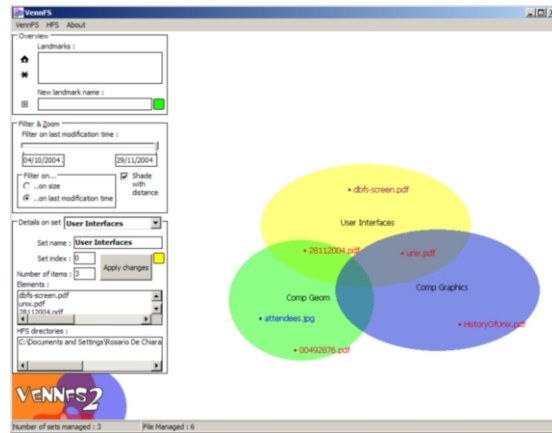 VennFS
VennFS HFS About
Overview
Landmarks :
New landmark name :
Filter & Zoom
Filter on last modification time :
04/10/2004 :
29/11/2004
Filter on...
..on size
..on last modification time
Shade
with
distance
Details on set
User Interfaces
Set name :
User Interfaces
Set index :
0
Number of items :
3
Apply changes
Elements :
dbfs-screen.pdf
unix.pdf
28112004.pdf
HFS directories :
C:\Documents and Settings\Rosario De Chiara
VENNFS2
Number of sets managed : 3
File Managed : 6
dbfs-screen.pdf
User Interfaces
28112004.pdf
unix.pdf
Comp Geom
Comp Graphics
attendees.jpg
HistoryOfUnix.pdf
00492876.pdf